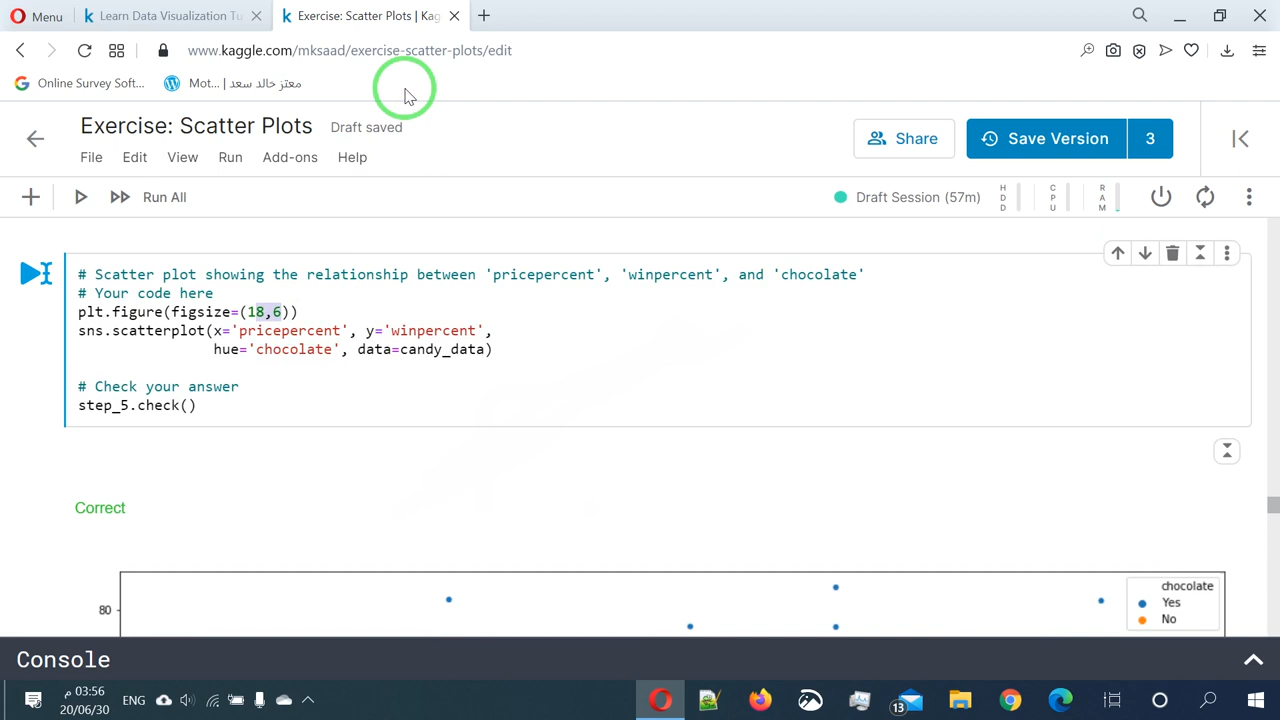 Menu
Learn Data Visualization Tu
Exercise: Scatter Plots | Kag
www.kaggle.com/mksaad/exercise-scatter-plots/edit
Online Survey Soft...
Mot... | معتز خالد سعد
Exercise: Scatter Plots
Draft saved
File Edit View Run Add-ons Help
Share
Save Version
3
Run All
Draft Session (57m)
HDD
CPU
RAM
# Scatter plot showing the relationship between 'pricepercent', 'winpercent', and 'chocolate'
# Your code here
plt.figure(figsize=(18,6))
sns.scatterplot(x='pricepercent', y='winpercent',
hue='chocolate', data=candy_data)
# Check your answer
step_5.check()
Correct
80
chocolate
Yes
No
Console
03:56 م
20/06/30
ENG
13